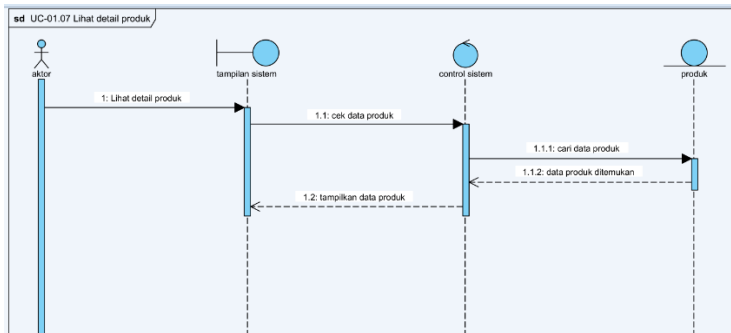 sd UC-01.07 Lihat detail produk
aktor
tampilan sistem
control sistem
produk
1: Lihat detail produk
1.1: cek data produk
1.1.1: cari data produk
1.1.2: data produk ditemukan
1.2: tampilkan data produk